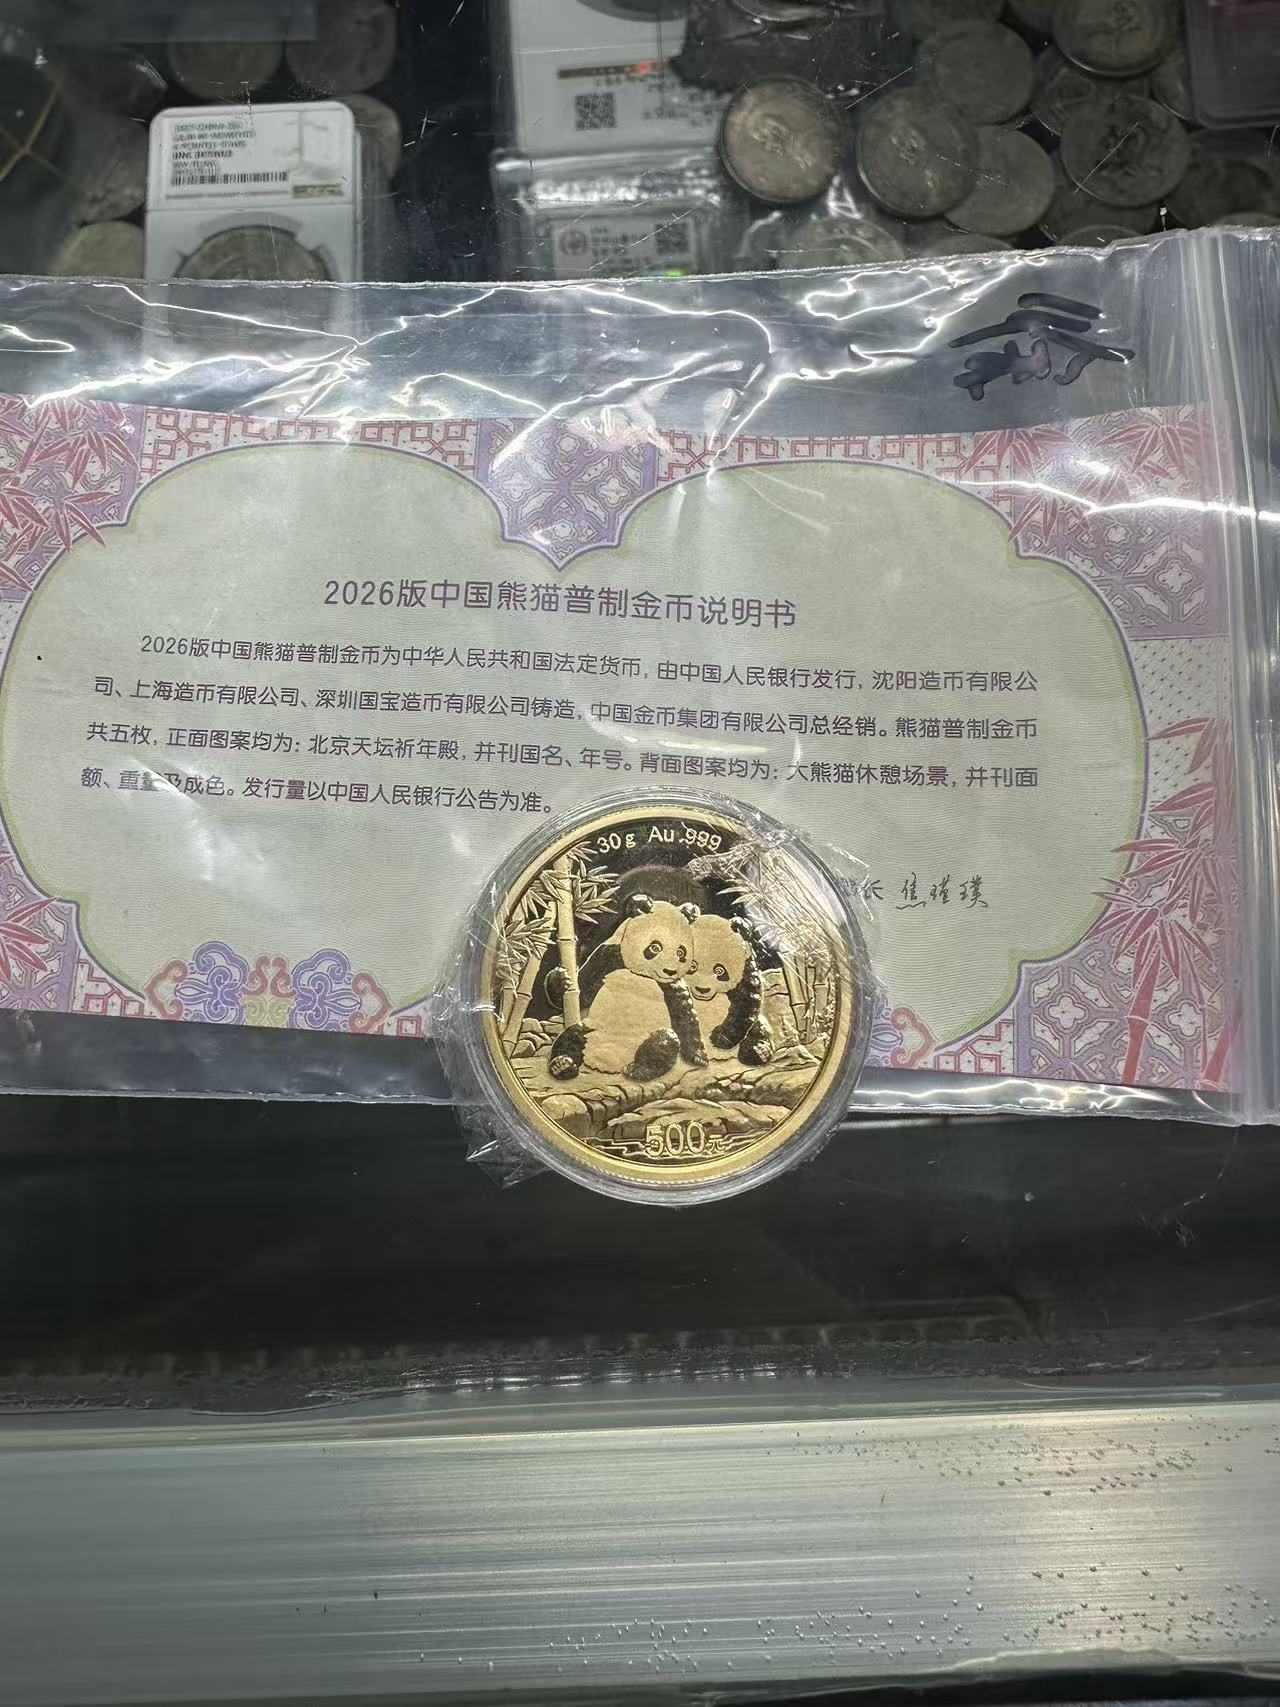 2026版中国熊猫普制金币说明书
2026版中国熊猫普制金币为中华人民共和国法定货币,由中国人民银行发行,沈阳造币有限公
司、上海造币有限公司、深圳国宝造币有限公司铸造,中国金币集团有限公司总经销。熊猫普制金币
共五枚,正面图案均为:北京天坛祈年殿,并刊国名、年号。背面图案均为:大熊猫休憩场景,并刊面
额、重量及成色。发行量以中国人民银行公告为准。
焦瑾璞
30g Au.999
500元